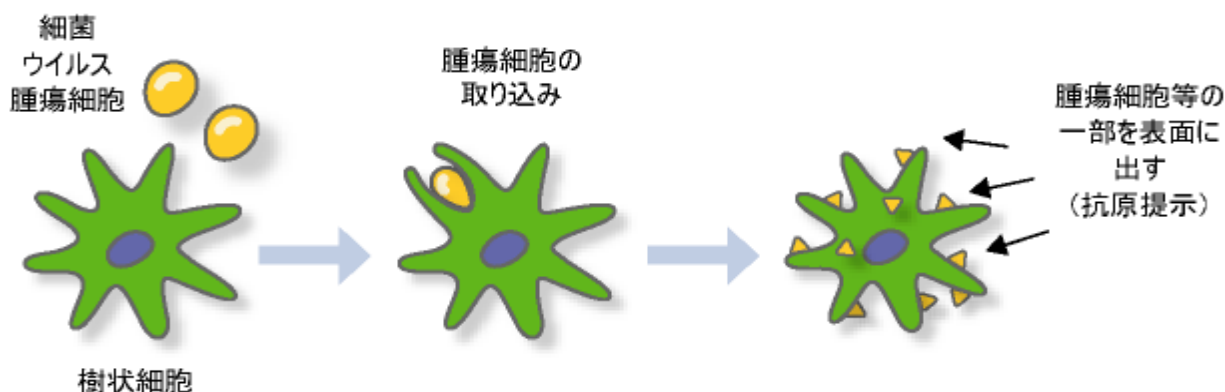 細菌
ウイルス
腫瘍細胞
樹状細胞
腫瘍細胞の
取り込み
腫瘍細胞等の
一部を表面に
出す
（抗原提示）